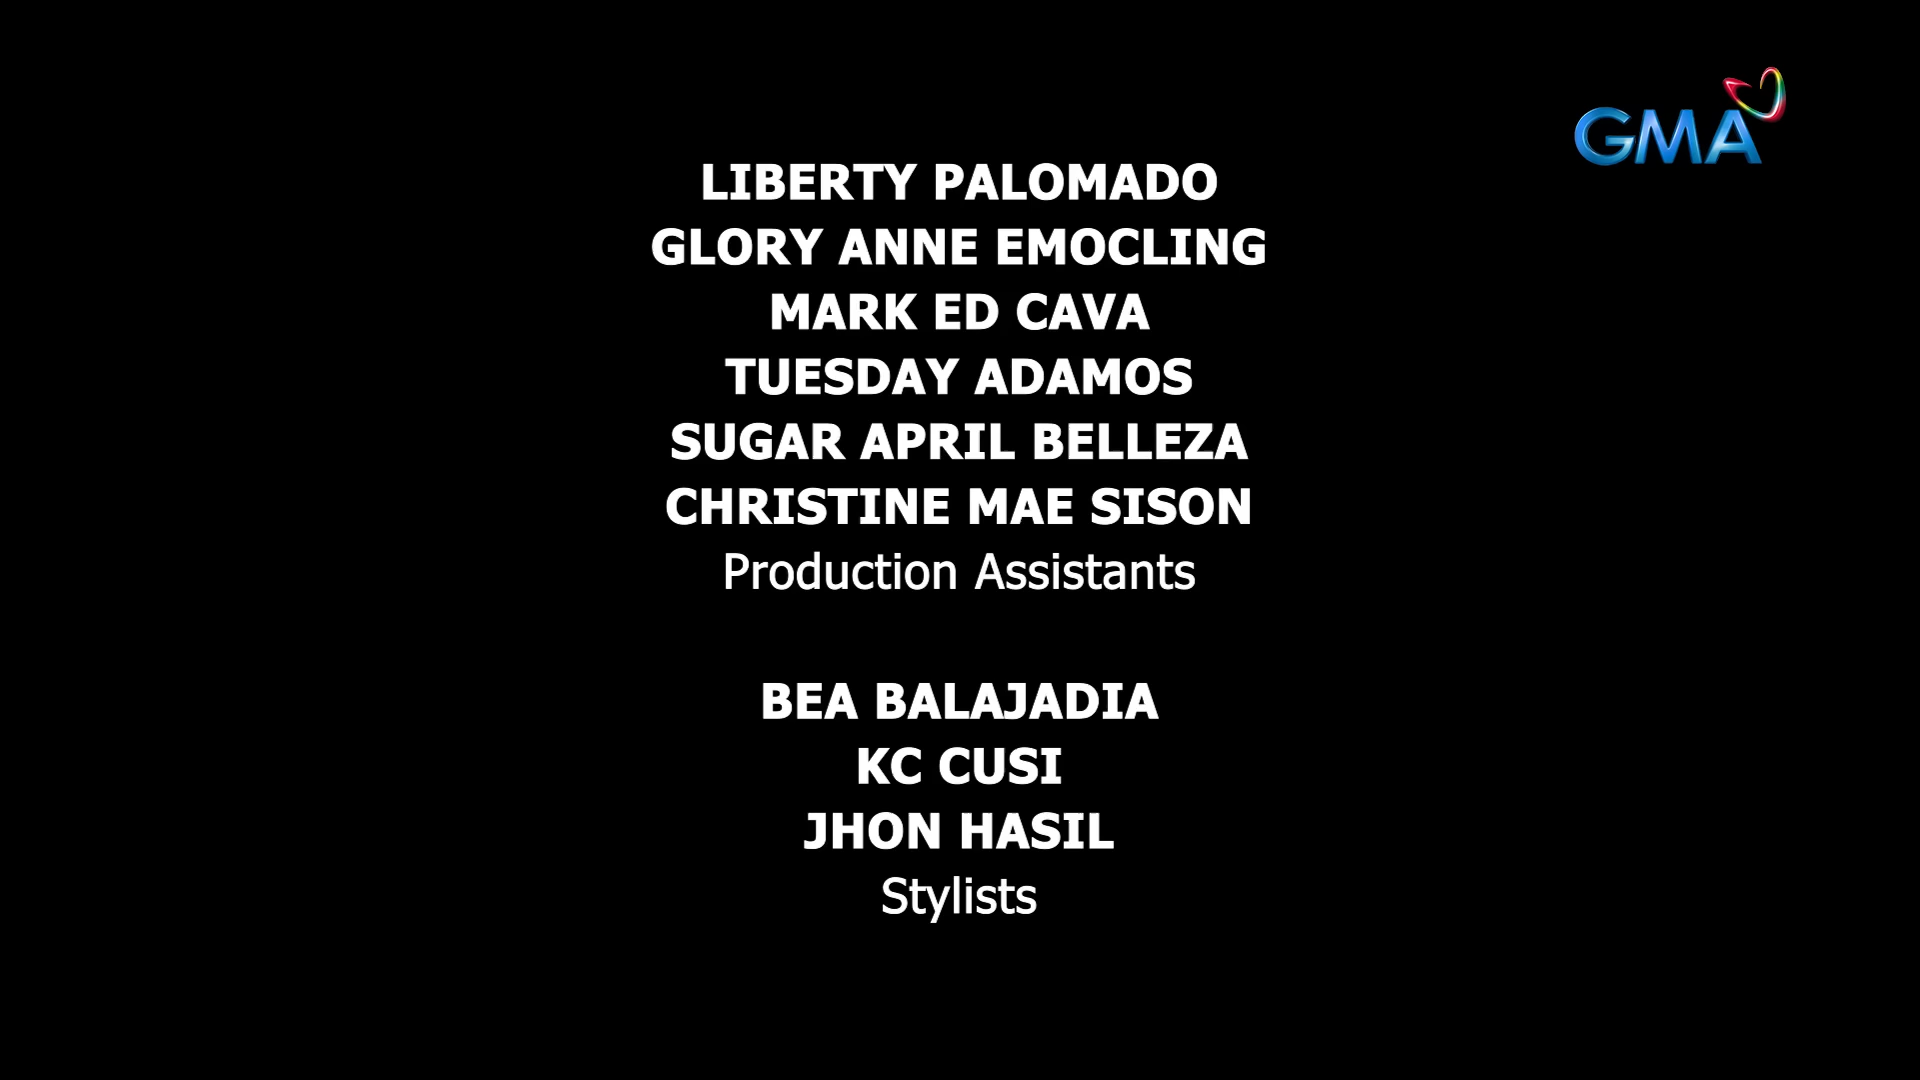 GMA
LIBERTY PALOMADO
GLORY ANNE EMOCLING
MARK ED CAVA
TUESDAY ADAMOS
SUGAR APRIL BELLEZA
CHRISTINE MAE SISON
Production Assistants
BEA BALAJADIA
KC CUSI
JHON HASIL
Stylists